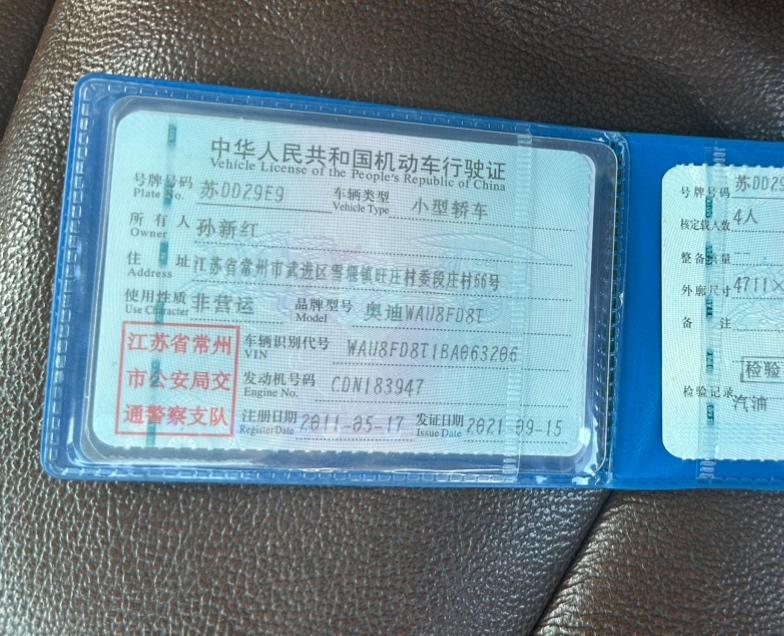 中华人民共和国机动车行驶证
Vehicle License of the People's Republic of China
号牌号码 苏DD29E9 车辆类型 小型轿车
Plate No. Vehicle Type
所有人 孙新红
Owner
住址 江苏省常州市武进区雪堰镇旺庄村委段庄村66号
Address
使用性质 非营运 品牌型号 奥迪WAU8FD8T
Use Character Model
江苏省常州
市公安局交
通警察支队
车辆识别代号 WAU8FD8T1BA063206
VIN
发动机号码 CDN183947
Engine No.
注册日期 2011-05-17 发证日期 2021-09-15
Register Date Issue Date
号牌号码 苏DD29
核定载人数 4人
整备质量 --
外廓尺寸 4711×
备注
检验
检验记录
汽油